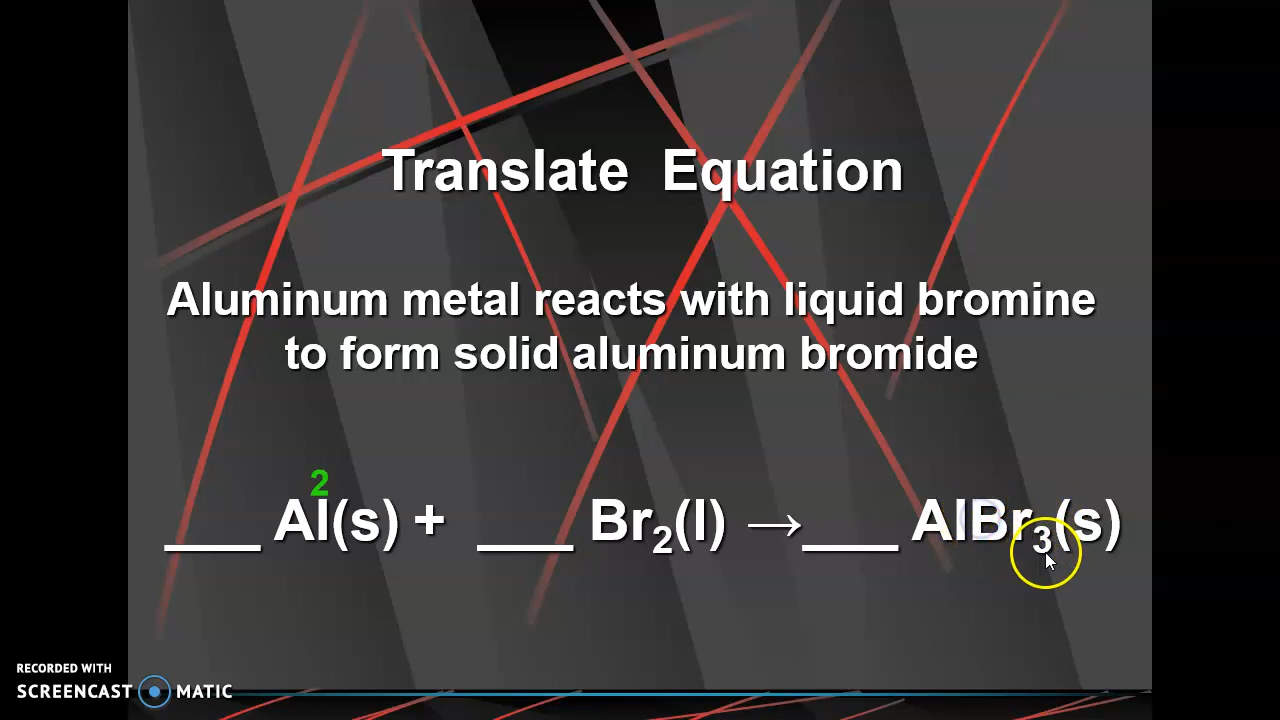 Translate Equation
Aluminum metal reacts with liquid bromine
to form solid aluminum bromide
2
___ Al(s) + ___ Br₂(l) →___ AlBr₃(s)
RECORDED WITH
SCREENCAST MATIC